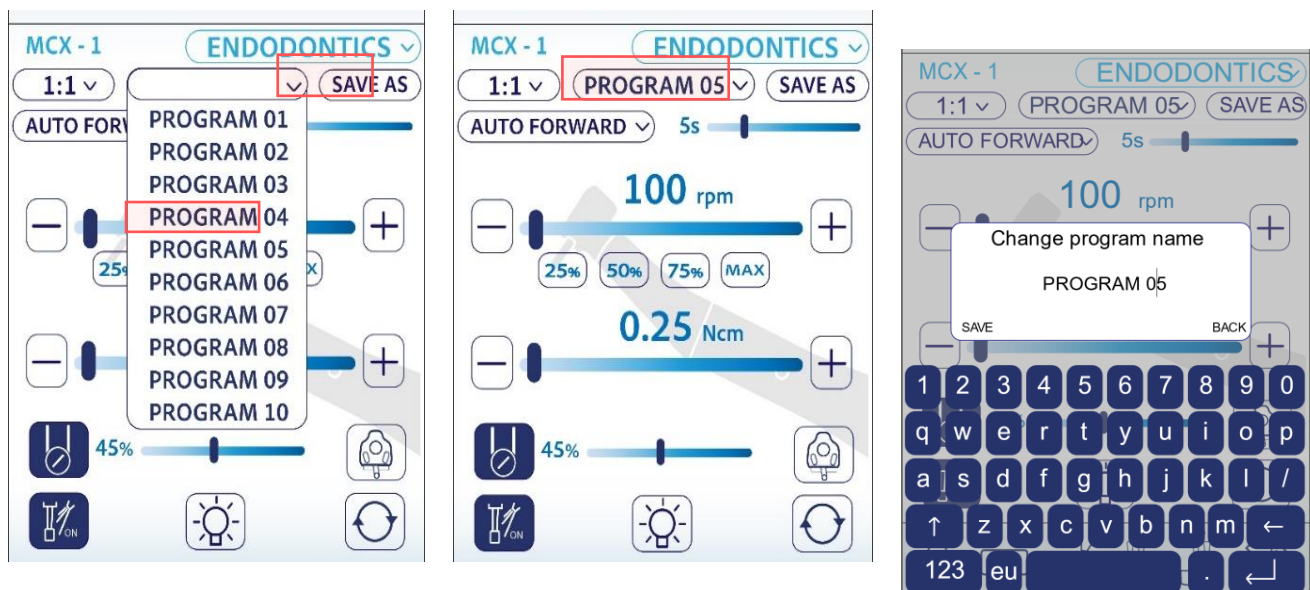 MCX - 1 ENDODONTICS
1:1 SAVE AS
AUTO FORW
PROGRAM 01
PROGRAM 02
PROGRAM 03
PROGRAM 04
PROGRAM 05
PROGRAM 06
PROGRAM 07
PROGRAM 08
PROGRAM 09
PROGRAM 10
25% X
45%
ON
MCX - 1 ENDODONTICS
1:1 PROGRAM 05 SAVE AS
AUTO FORWARD 5s
100 rpm
25% 50% 75% MAX
0.25 Ncm
45%
ON
MCX - 1 ENDODONTICS
1:1 PROGRAM 05 SAVE AS
AUTO FORWARD 5s
100 rpm
Change program name
PROGRAM 05
SAVE BACK
1 2 3 4 5 6 7 8 9 0
q w e r t y u i o p
a s d f g h j k l /
↑ z x c v b n m ←
123 eu .